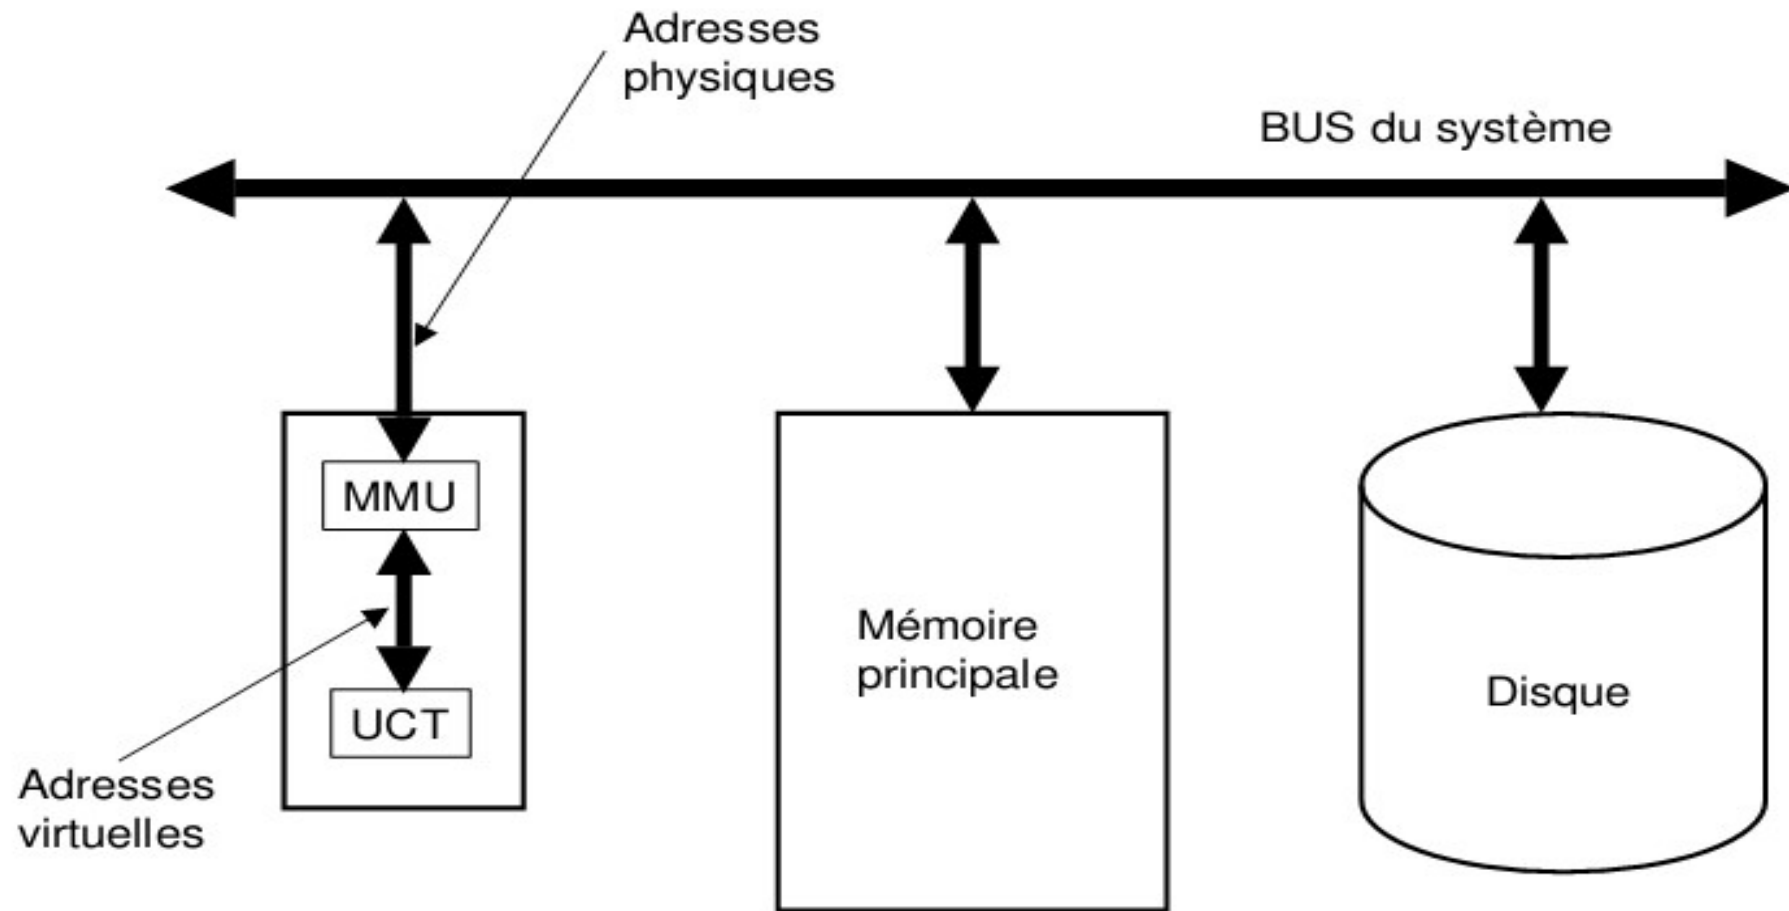 Adresses
physiques
BUS du système
MMU
UCT
Adresses
virtuelles
Mémoire
principale
Disque